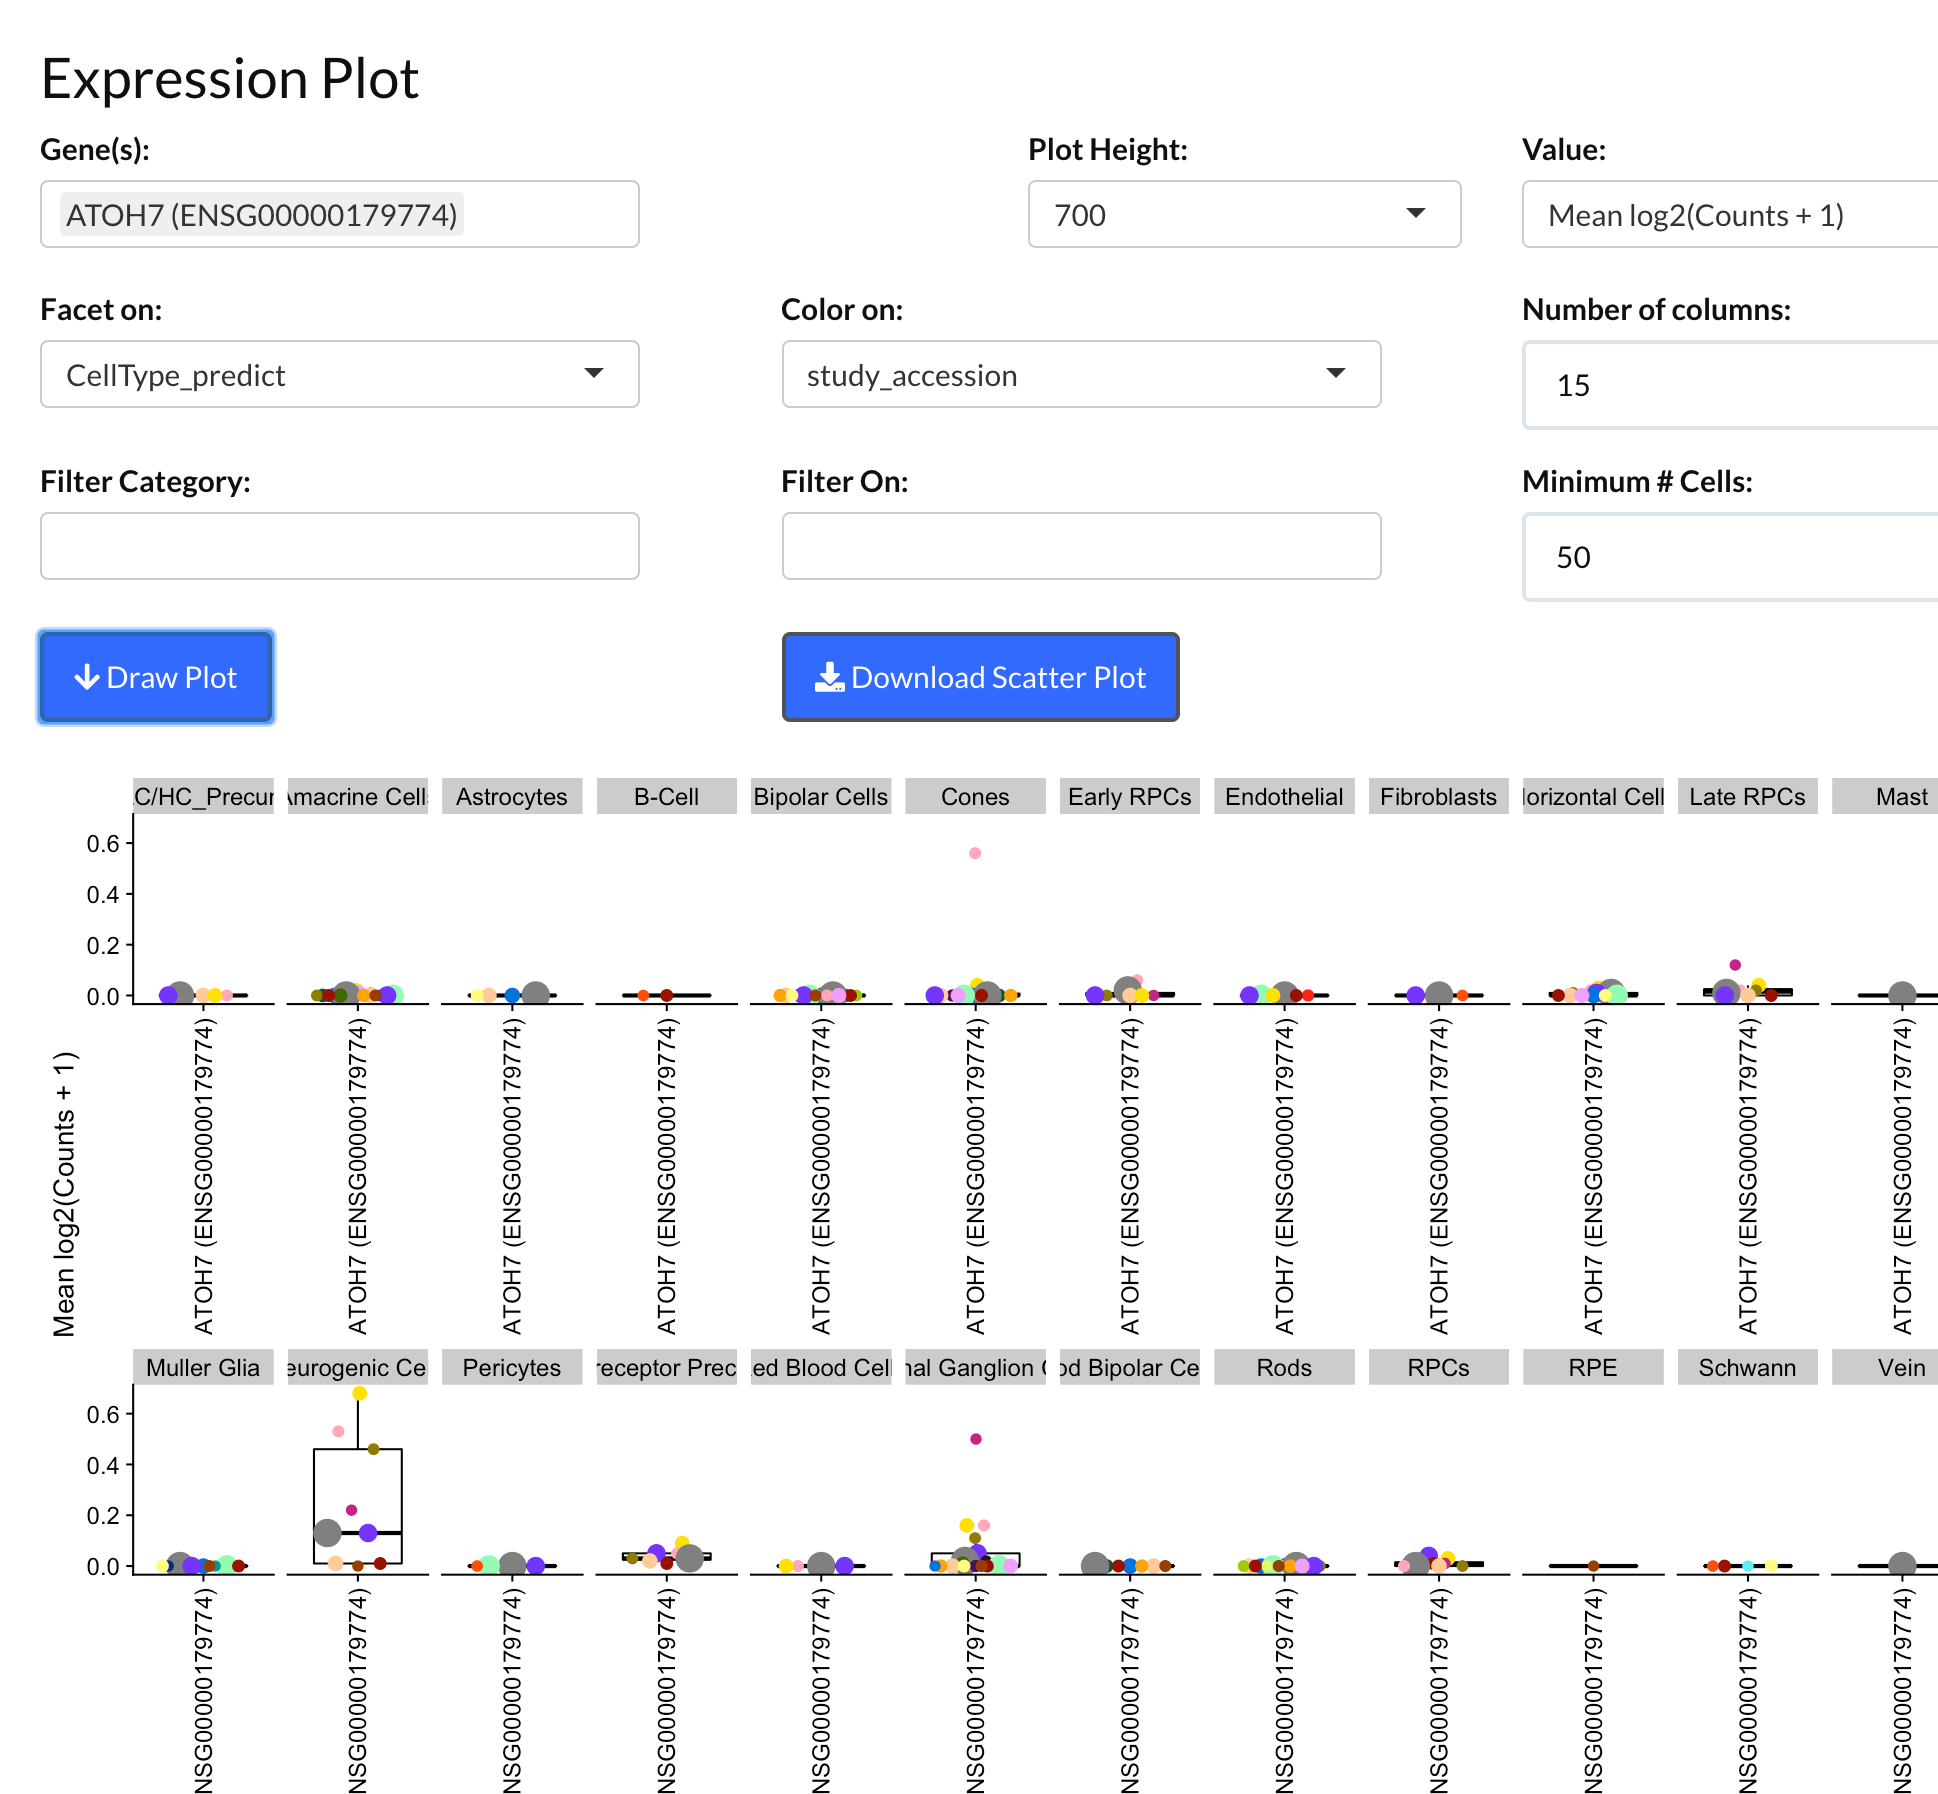 Expression Plot
Gene(s): Plot Height: Value:
ATOH7 (ENSG00000179774) 700 Mean log2(Counts + 1)
Facet on: Color on: Number of columns:
CellType_predict study_accession 15
Filter Category: Filter On: Minimum # Cells:
50
Draw Plot Download Scatter Plot
C/HC_Precur Amacrine Cell Astrocytes B-Cell Bipolar Cells Cones Early RPCs Endothelial Fibroblasts orizontal Cell Late RPCs Mast
0.6
0.4
0.2
0.0
ATOH7 (ENSG00000179774) ATOH7 (ENSG00000179774) ATOH7 (ENSG00000179774) ATOH7 (ENSG00000179774) ATOH7 (ENSG00000179774) ATOH7 (ENSG00000179774) ATOH7 (ENSG00000179774) ATOH7 (ENSG00000179774) ATOH7 (ENSG00000179774) ATOH7 (ENSG00000179774) ATOH7 (ENSG00000179774) ATOH7 (ENSG00000179774)
Mean log2(Counts + 1)
Muller Glia eurogenic Ce Pericytes receptor Prec ed Blood Cell nal Ganglion C od Bipolar Ce Rods RPCs RPE Schwann Vein
0.6
0.4
0.2
0.0
NSG00000179774) NSG00000179774) NSG00000179774) NSG00000179774) NSG00000179774) NSG00000179774) NSG00000179774) NSG00000179774) NSG00000179774) NSG00000179774) NSG00000179774) NSG00000179774)